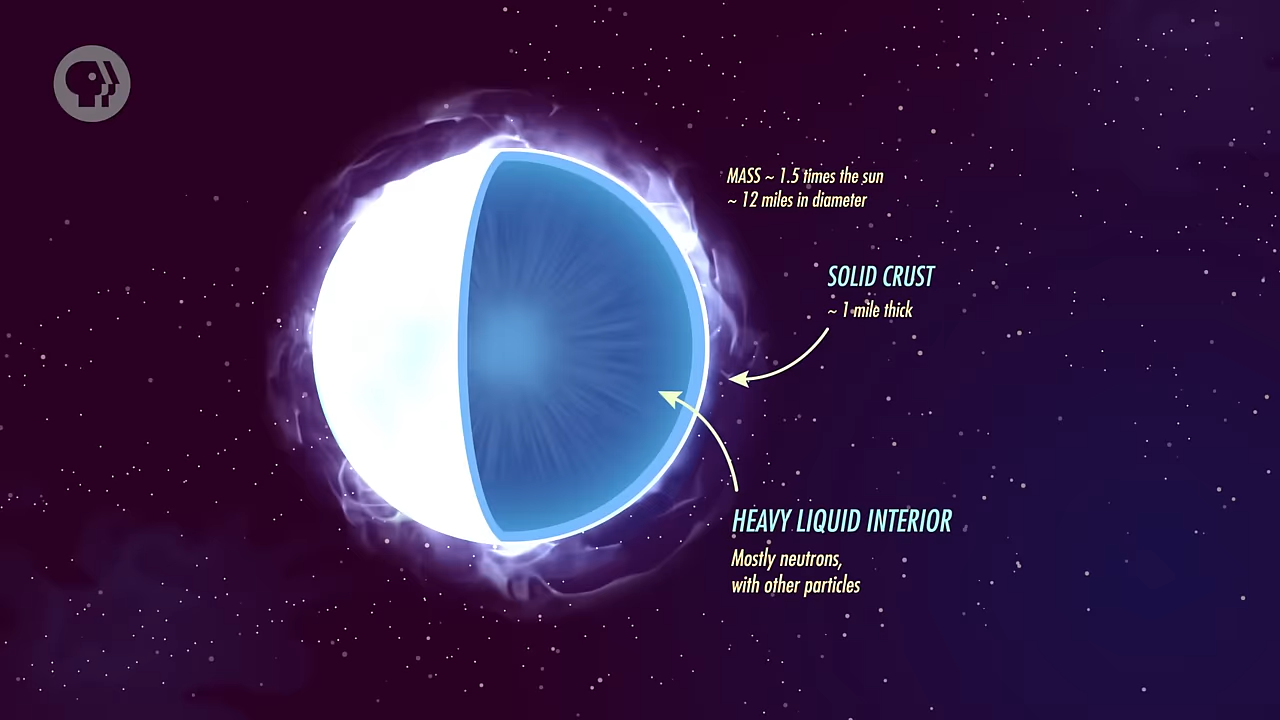 MASS ~ 1.5 times the sun
~ 12 miles in diameter
SOLID CRUST
~ 1 mile thick
HEAVY LIQUID INTERIOR
Mostly neutrons,
with other particles